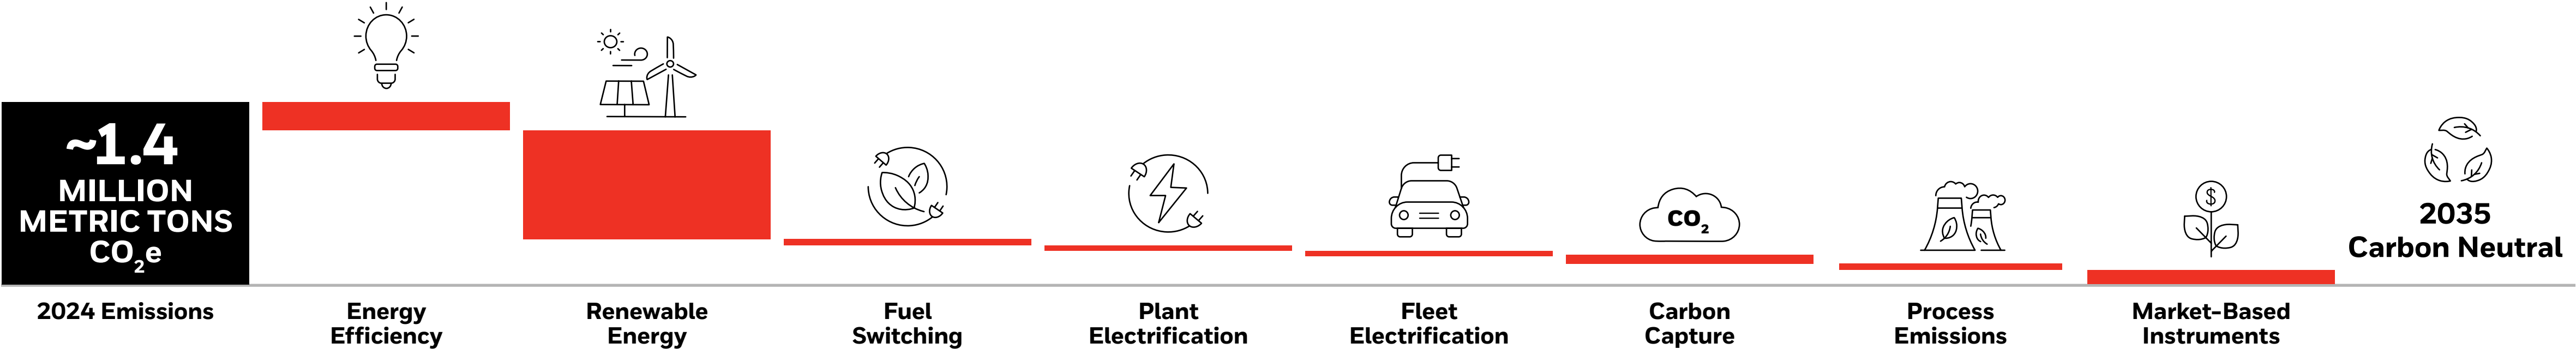 ~1.4
MILLION
METRIC TONS
CO₂e
2024 Emissions
Energy
Efficiency
Renewable
Energy
Fuel
Switching
Plant
Electrification
Fleet
Electrification
CO₂
Carbon
Capture
Process
Emissions
$
Market-Based
Instruments
2035
Carbon Neutral